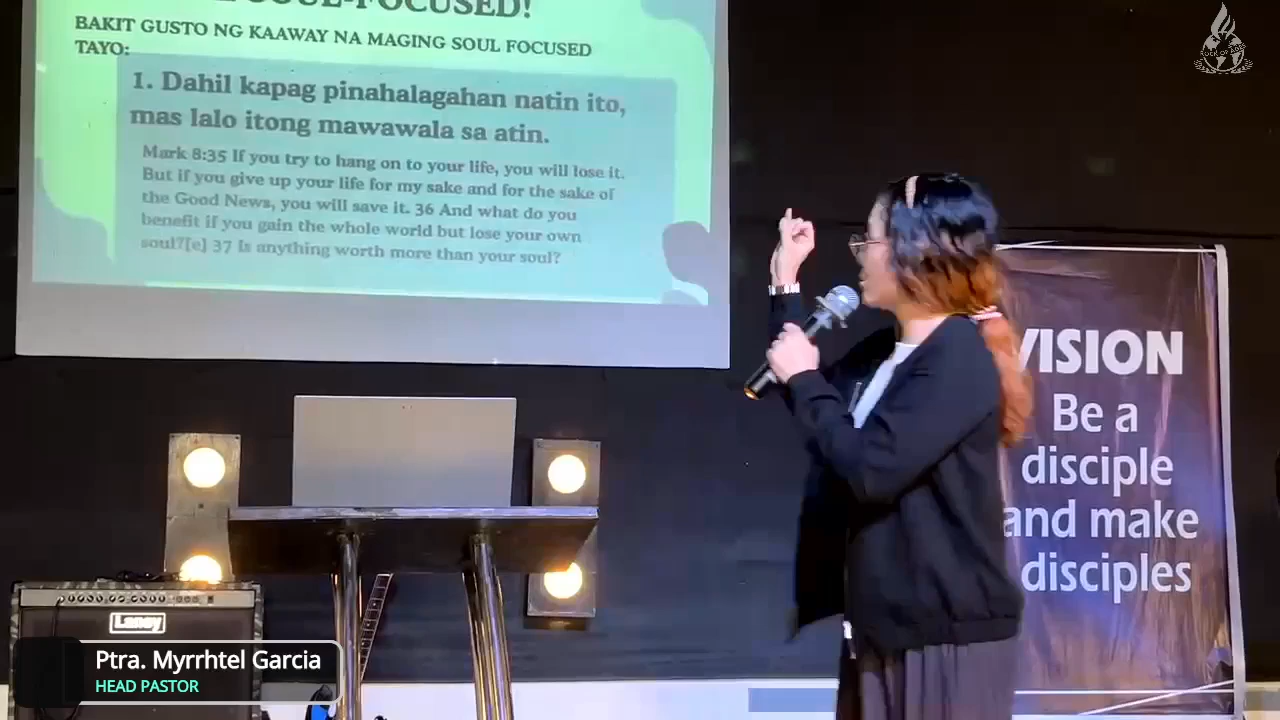 SOUL-FOCUSED!
BAKIT GUSTO NG KAAWAY NA MAGING SOUL FOCUSED
TAYO:
1. Dahil kapag pinahalagahan natin ito,
mas lalo itong mawawala sa atin.
Mark 8:35 If you try to hang on to your life, you will lose it.
But if you give up your life for my sake and for the sake of
the Good News, you will save it. 36 And what do you
benefit if you gain the whole world but lose your own
soul?[e] 37 Is anything worth more than your soul?
VISION
Be a
disciple
and make
disciples
Laney
Ptra. Myrrhtel Garcia
HEAD PASTOR